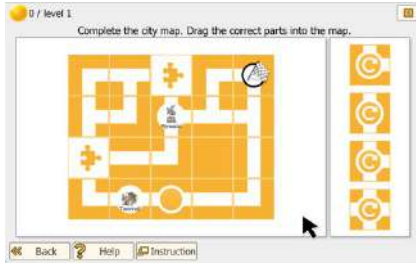 0 / level 1
Complete the city map. Drag the correct parts into the map.
C
C
C
C
Back
Help
Instruction